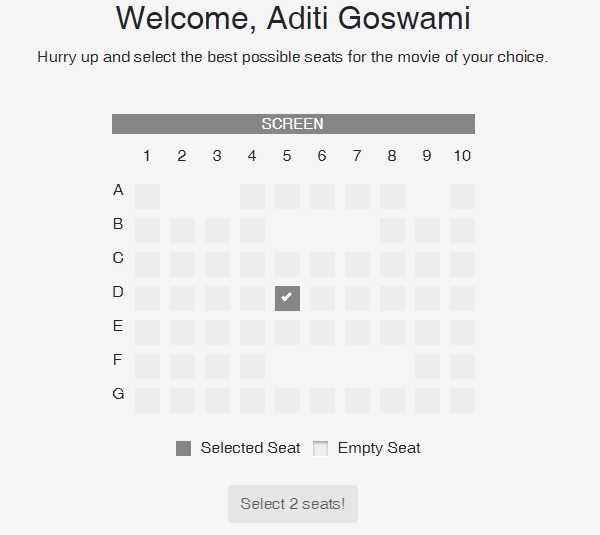 Welcome, Aditi Goswami
Hurry up and select the best possible seats for the movie of your choice.
SCREEN
1 2 3 4 5 6 7 8 9 10
A
B
C
D
E
F
G
Selected Seat Empty Seat
Select 2 seats!